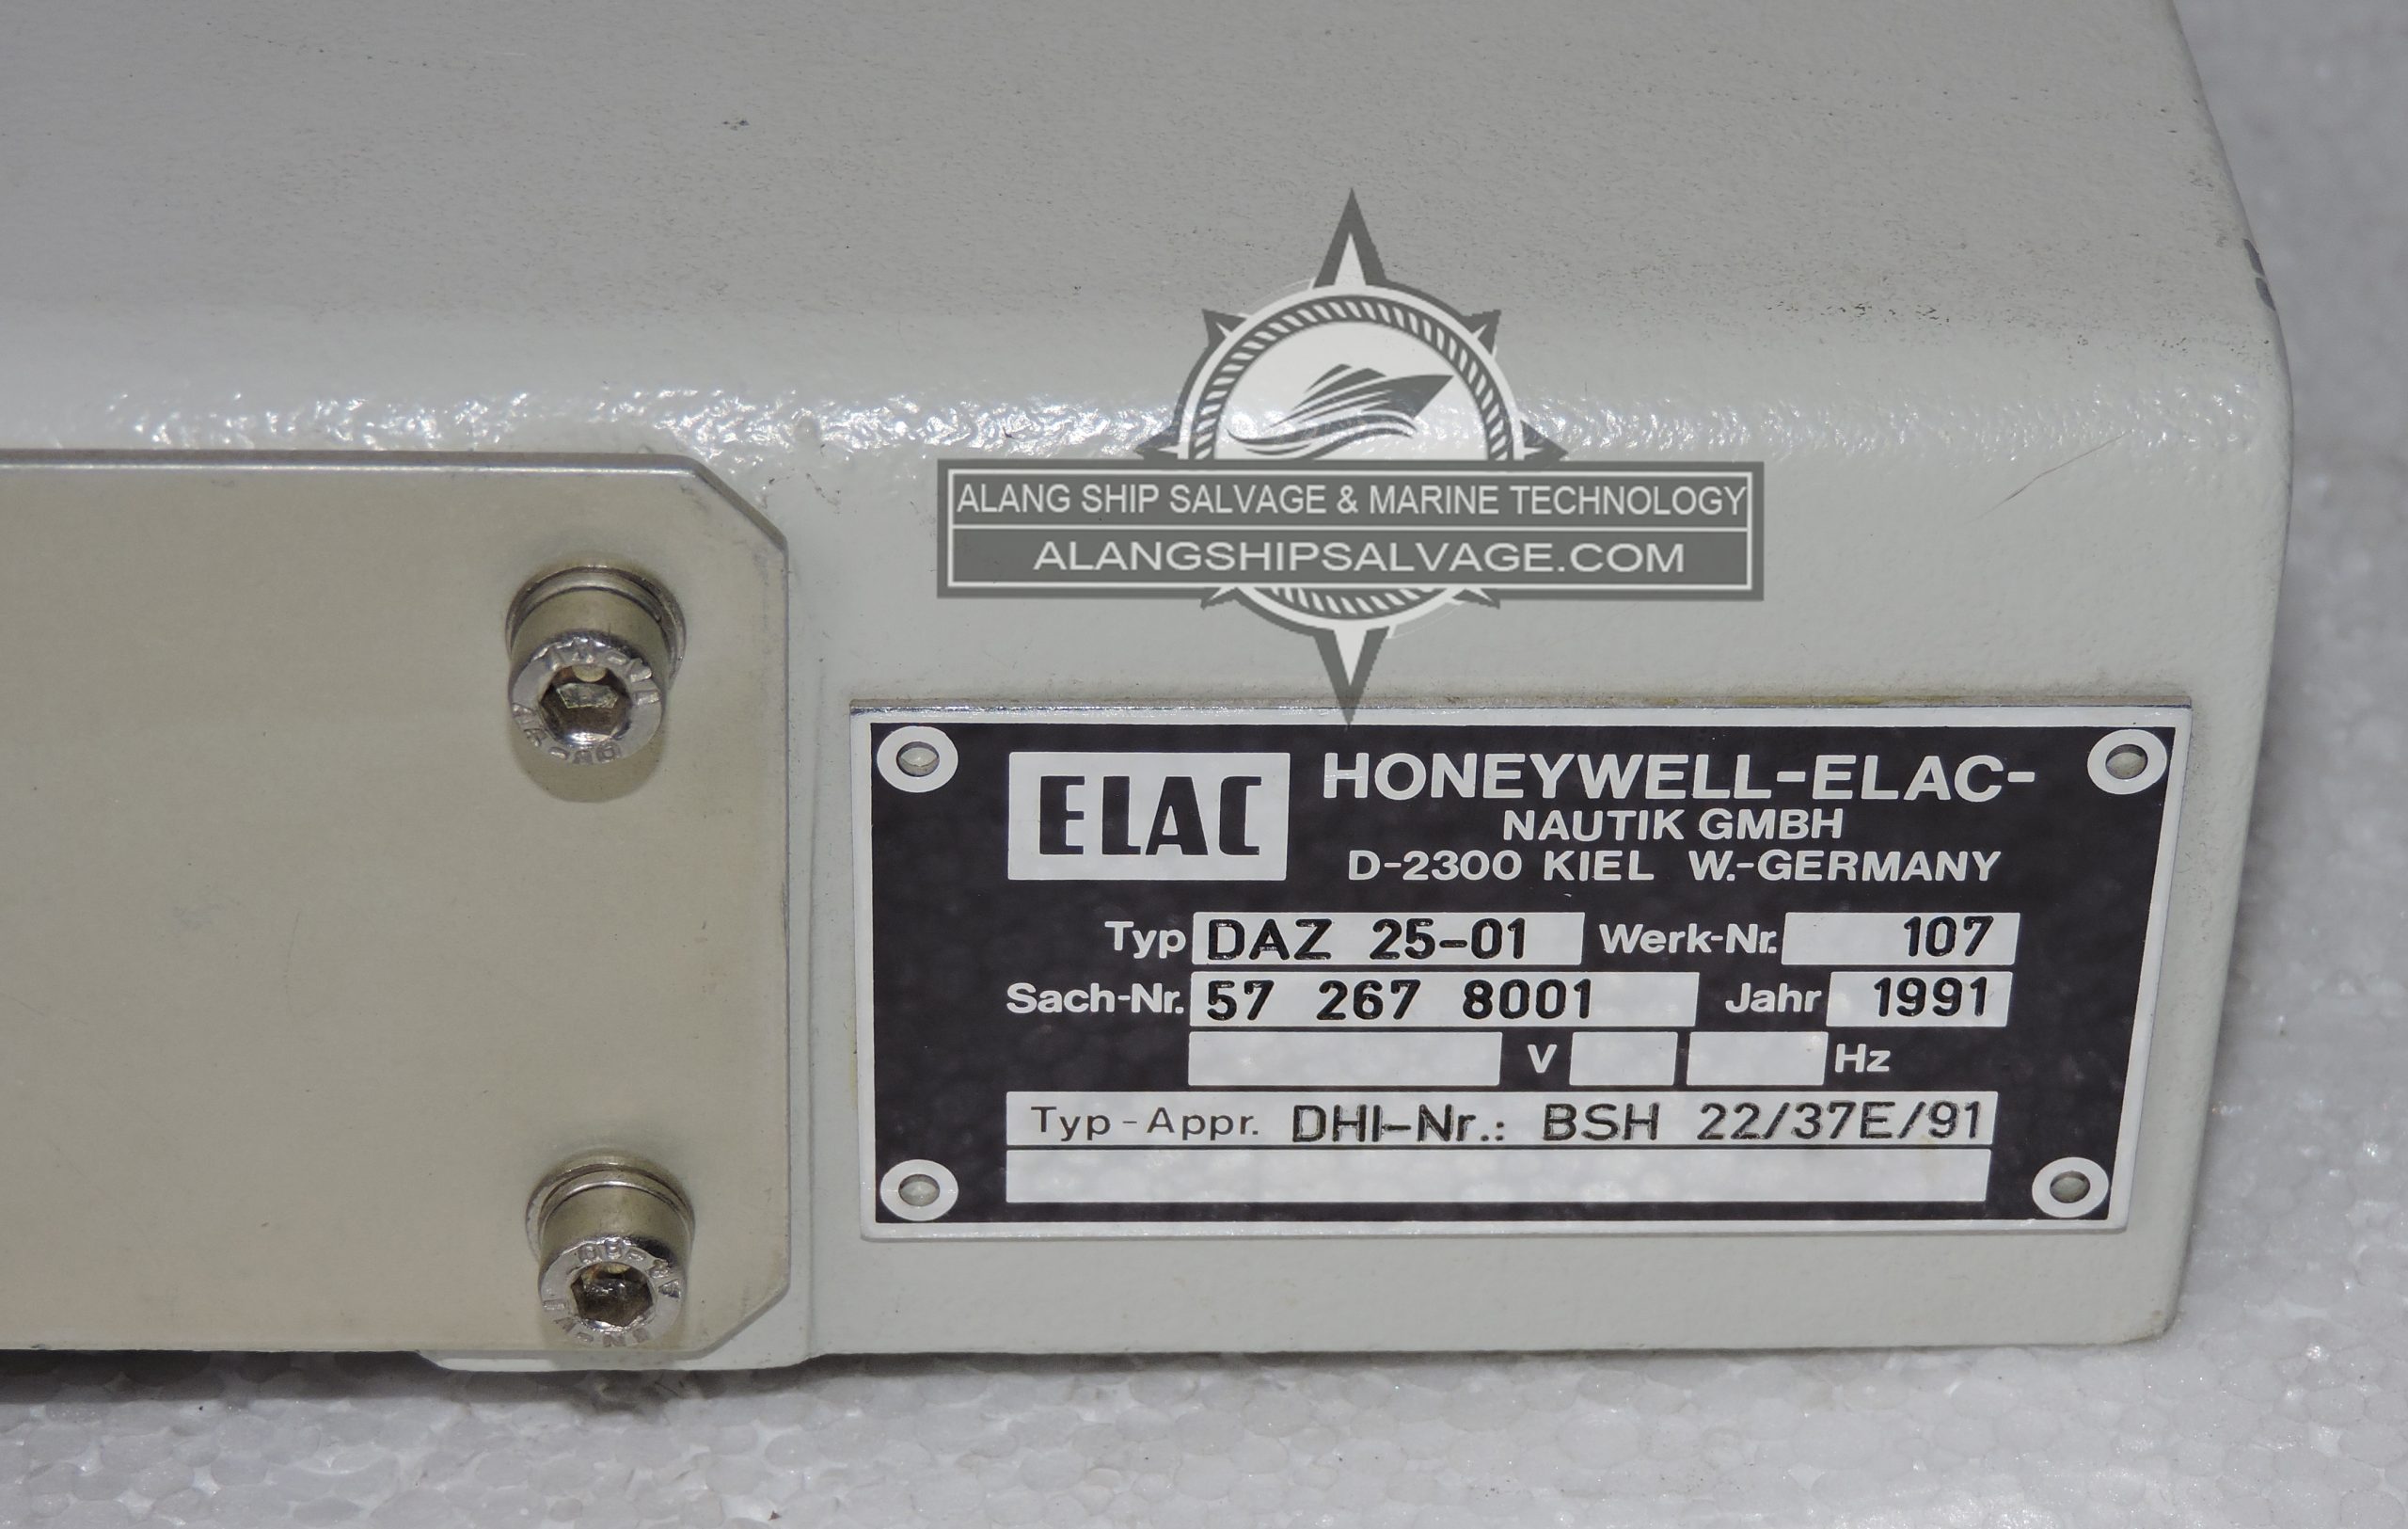 ALANG SHIP SALVAGE & MARINE TECHNOLOGY
ALANGSHIPSALVAGE.COM
ELAC HONEYWELL-ELAC-
NAUTIK GMBH
D-2300 KIEL W.-GERMANY
Typ DAZ 25-01 Werk-Nr. 107
Sach-Nr. 57 267 8001 Jahr 1991
V Hz
Typ-Appr. DHI-Nr.: BSH 22/37E/91